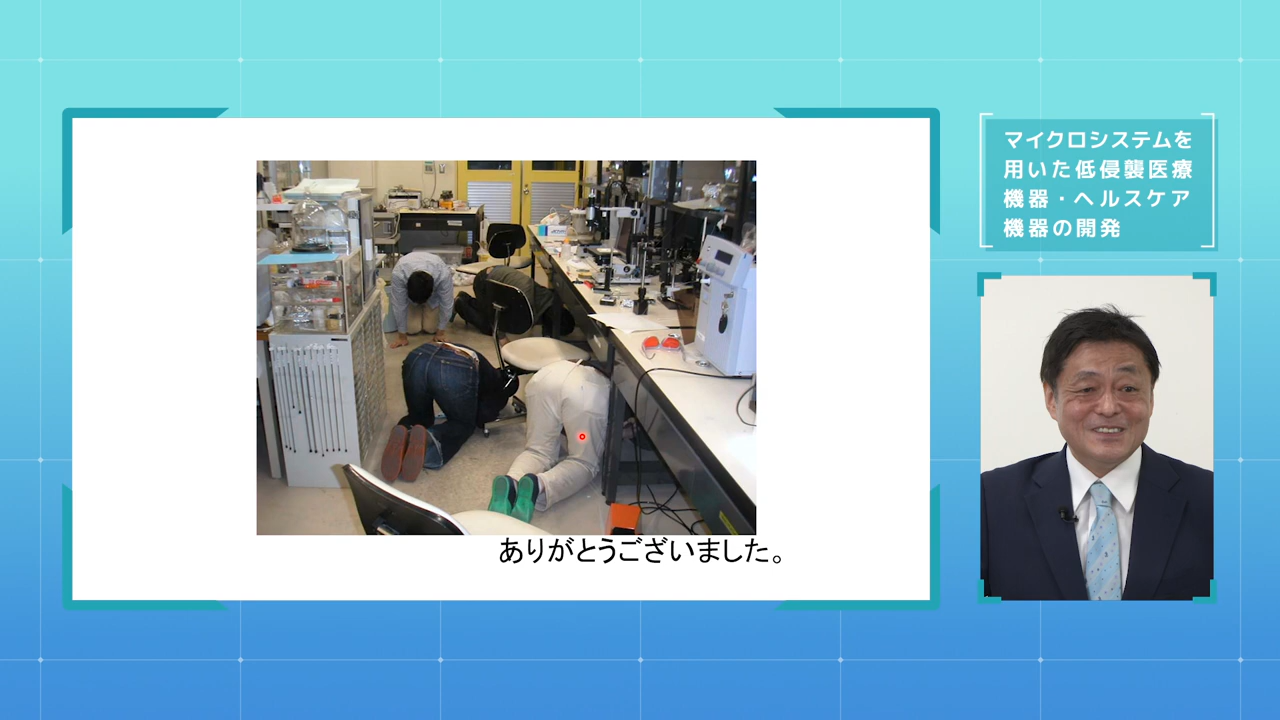 マイクロシステムを
用いた低侵襲医療
機器・ヘルスケア
機器の開発
ありがとうございました。